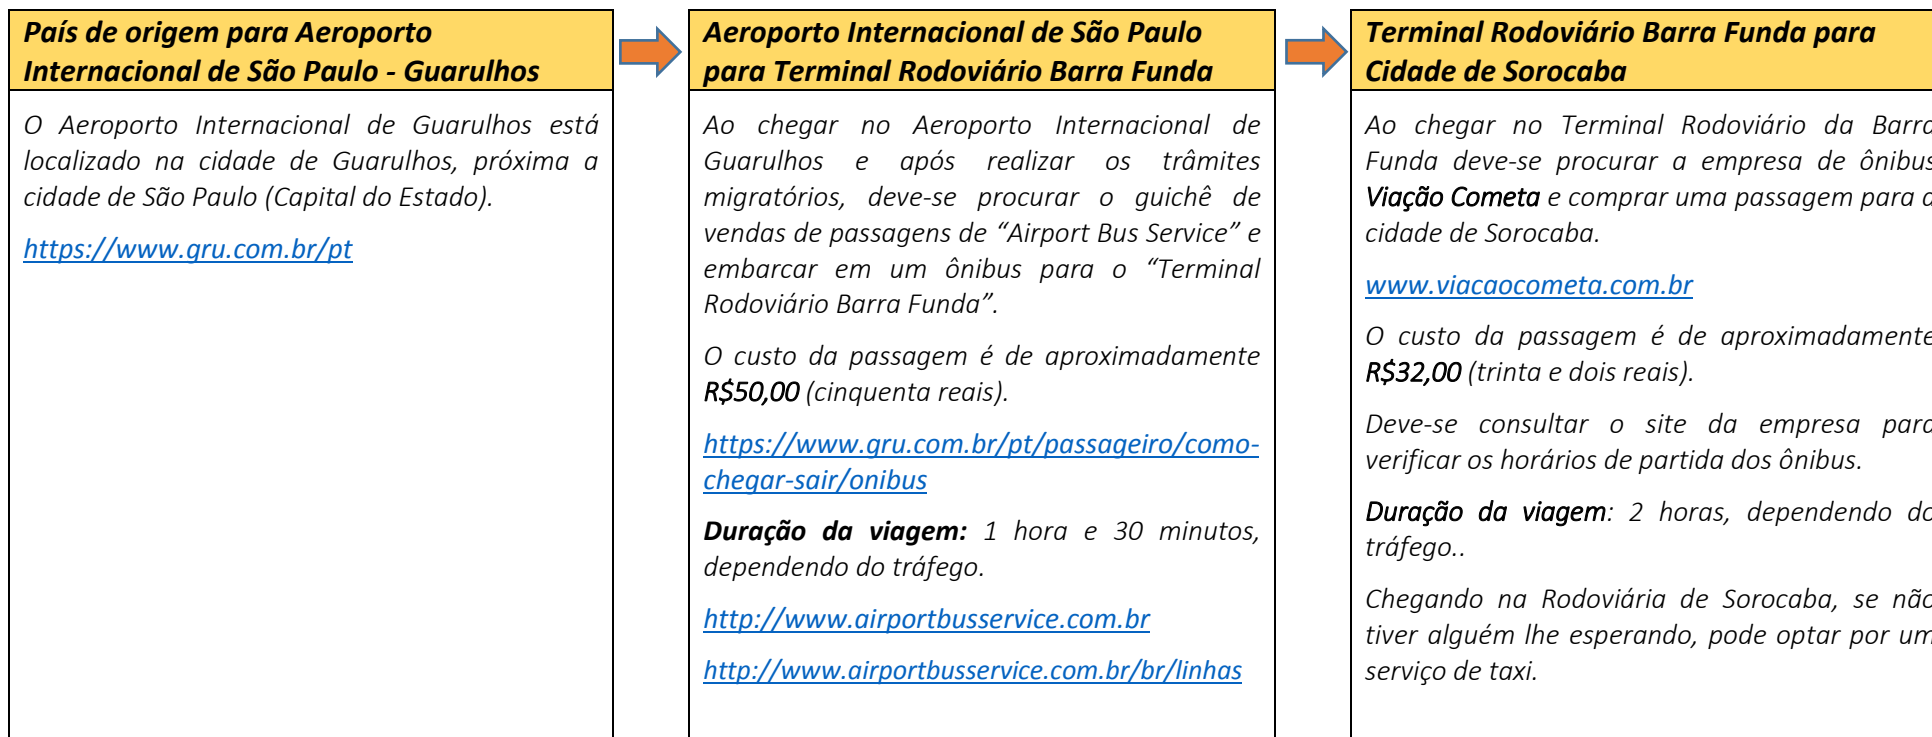 País de origem para Aeroporto
Internacional de São Paulo - Guarulhos
O Aeroporto Internacional de Guarulhos está
localizado na cidade de Guarulhos, próxima a
cidade de São Paulo (Capital do Estado).
https://www.gru.com.br/pt
Aeroporto Internacional de São Paulo
para Terminal Rodoviário Barra Funda
Ao chegar no Aeroporto Internacional de
Guarulhos e após realizar os trâmites
migratórios, deve-se procurar o guichê de
vendas de passagens de “Airport Bus Service” e
embarcar em um ônibus para o “Terminal
Rodoviário Barra Funda”.
O custo da passagem é de aproximadamente
R$50,00 (cinquenta reais).
https://www.gru.com.br/pt/passageiro/como-
chegar-sair/onibus
Duração da viagem: 1 hora e 30 minutos,
dependendo do tráfego.
http://www.airportbusservice.com.br
http://www.airportbusservice.com.br/br/linhas
Terminal Rodoviário Barra Funda para
Cidade de Sorocaba
Ao chegar no Terminal Rodoviário da Barra
Funda deve-se procurar a empresa de ônibus
Viação Cometa e comprar uma passagem para a
cidade de Sorocaba.
www.viacaocometa.com.br
O custo da passagem é de aproximadamente
R$32,00 (trinta e dois reais).
Deve-se consultar o site da empresa para
verificar os horários de partida dos ônibus.
Duração da viagem: 2 horas, dependendo do
tráfego..
Chegando na Rodoviária de Sorocaba, se não
tiver alguém lhe esperando, pode optar por um
serviço de taxi.